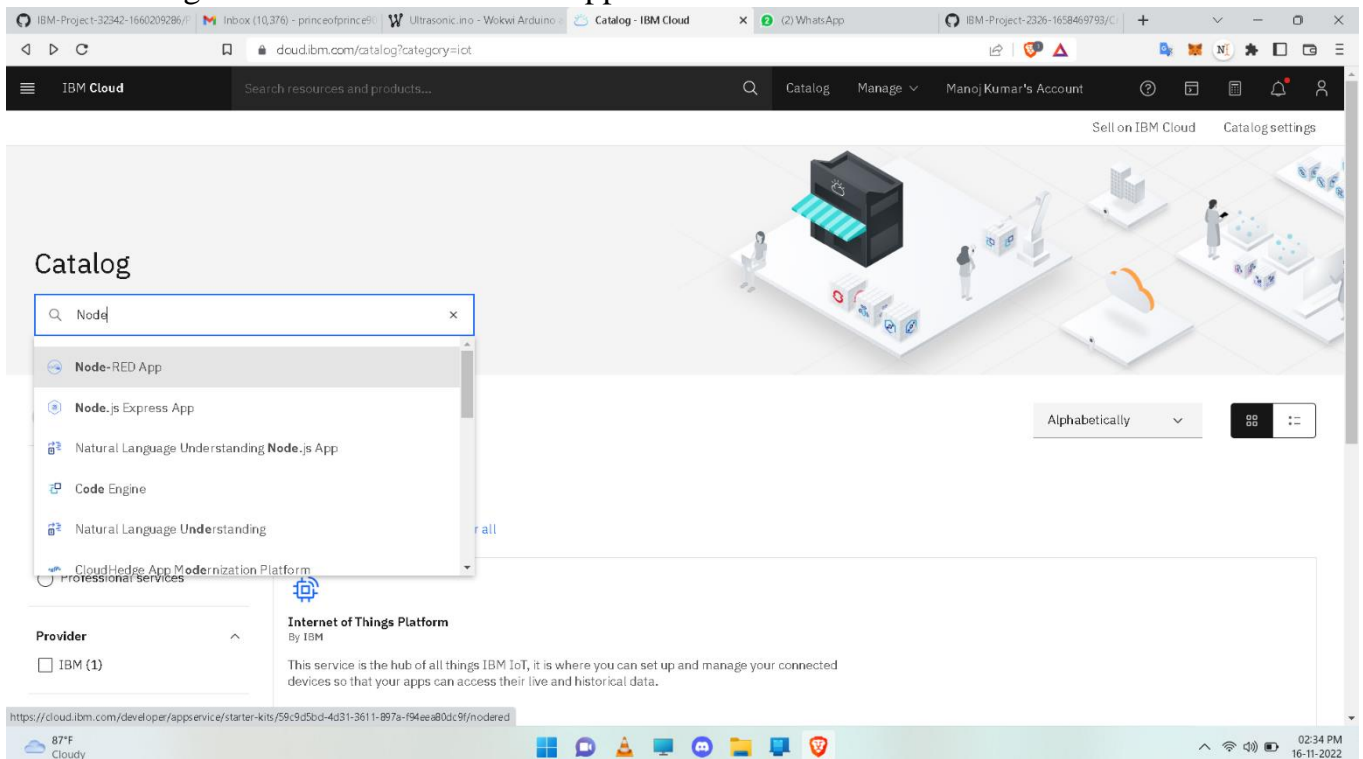 IBM-Project-32342-1660209286/P
Inbox (10,376) - princeofprince90
Ultrasonic.ino - Wokwi Arduino a
Catalog - IBM Cloud
(2) WhatsApp
IBM-Project-2326-1658469793/C
cloud.ibm.com/catalog?category=iot
IBM Cloud
Search resources and products...
Catalog
Manage
Manoj Kumar's Account
Sell on IBM Cloud
Catalog settings
Catalog
Node
Node-RED App
Node.js Express App
Natural Language Understanding Node.js App
Code Engine
Natural Language Understanding
CloudHedge App Modernization Platform
Alphabetically
r all
Professional services
Provider
IBM (1)
Internet of Things Platform
By IBM
This service is the hub of all things IBM IoT, it is where you can set up and manage your connected
devices so that your apps can access their live and historical data.
https://cloud.ibm.com/developer/appservice/starter-kits/59c9d5bd-4d31-3611-897a-f94eea80dc9f/nodered
87°F
Cloudy
02:34 PM
16-11-2022